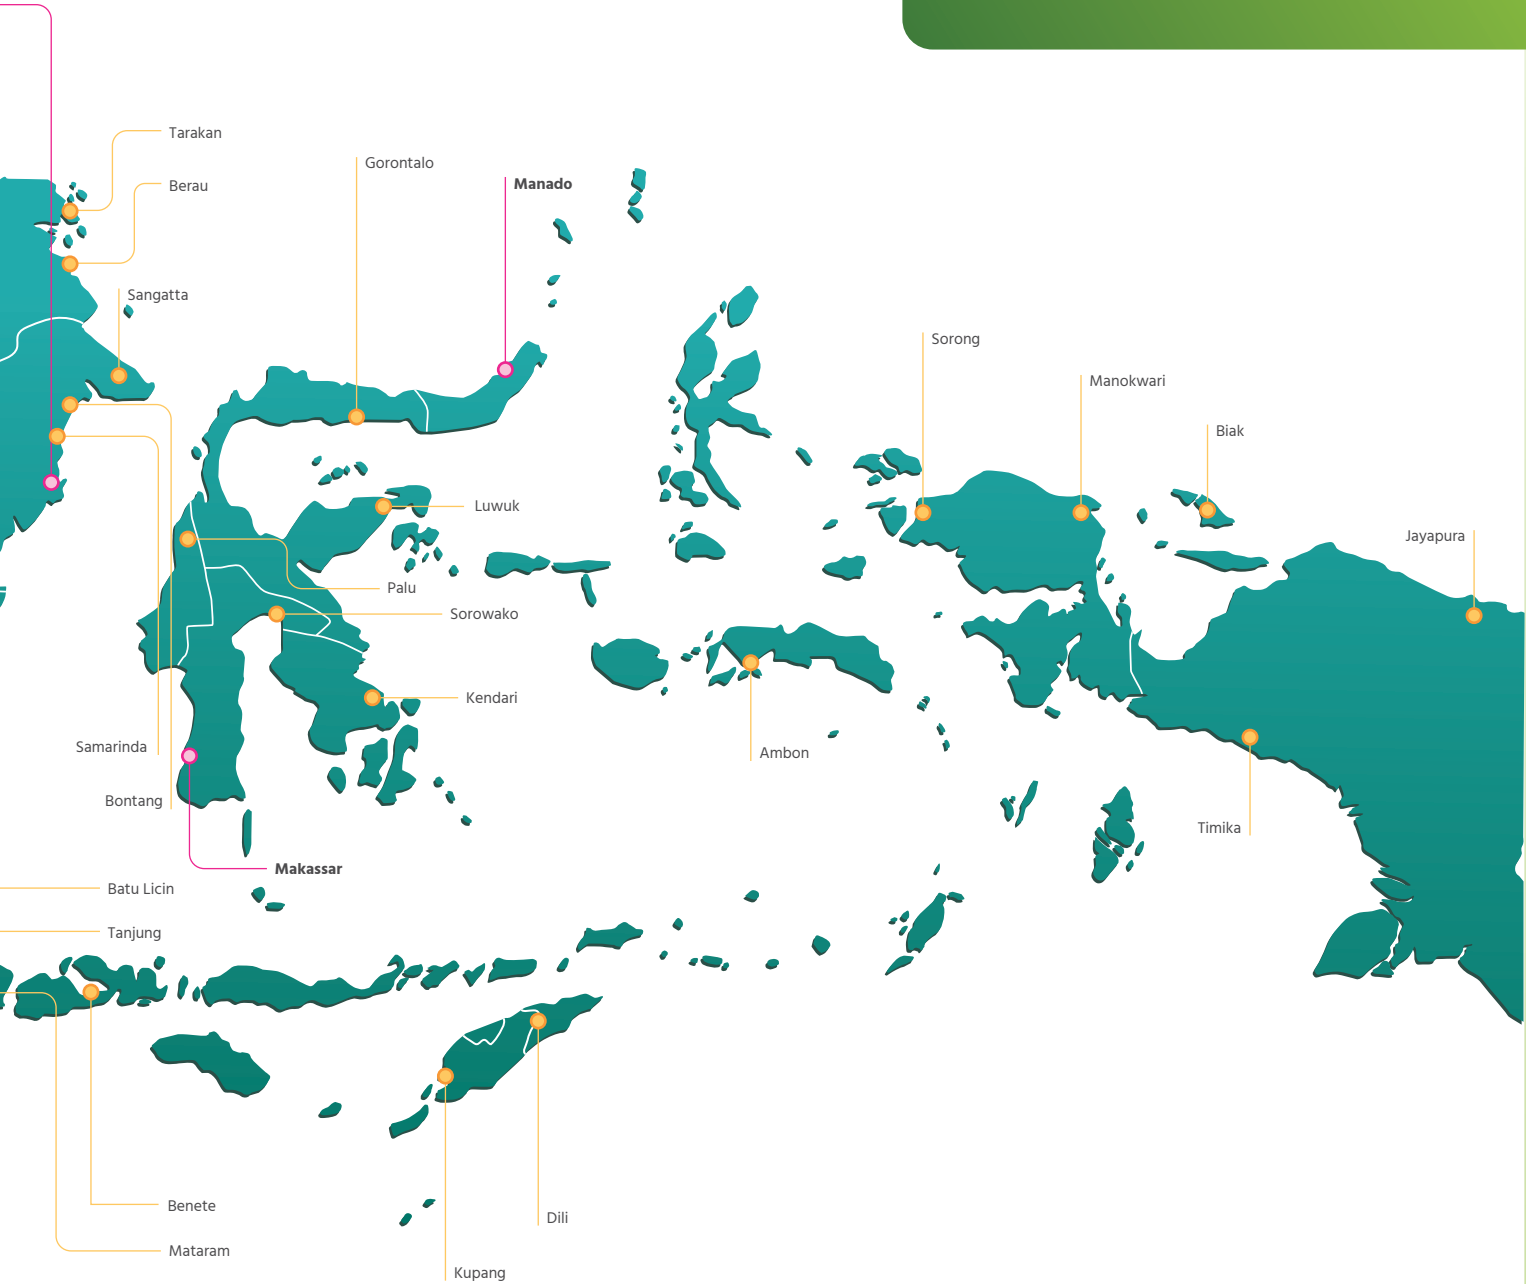 Tarakan
Gorontalo
Manado
Berau
Sangatta
Sorong
Manokwari
Biak
Luwuk
Jayapura
Palu
Sorowako
Kendari
Samarinda
Ambon
Bontang
Timika
Makassar
Batu Licin
Tanjung
Benete
Dili
Mataram
Kupang